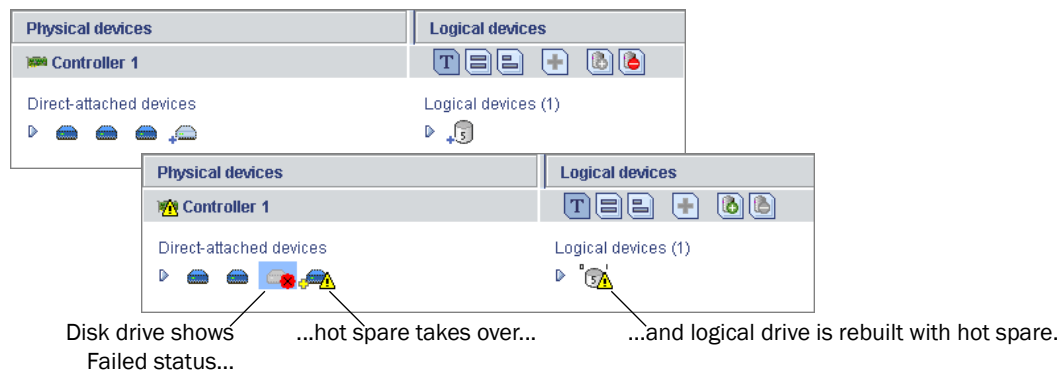 Physical devices
Logical devices
Controller 1
T
Direct-attached devices
Logical devices (1)
5
Physical devices
Logical devices
Controller 1
T
Direct-attached devices
Logical devices (1)
5
Disk drive shows
Failed status...
...hot spare takes over...
...and logical drive is rebuilt with hot spare.